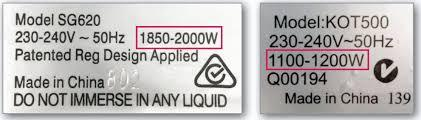 Model SG620
230-240V ~ 50Hz 1850-2000W
Patented Reg Design Applied
Made in China 602
DO NOT IMMERSE IN ANY LIQUID
Model:KOT500
230-240V~50Hz
1100-1200W
Q00194
Made in China 139